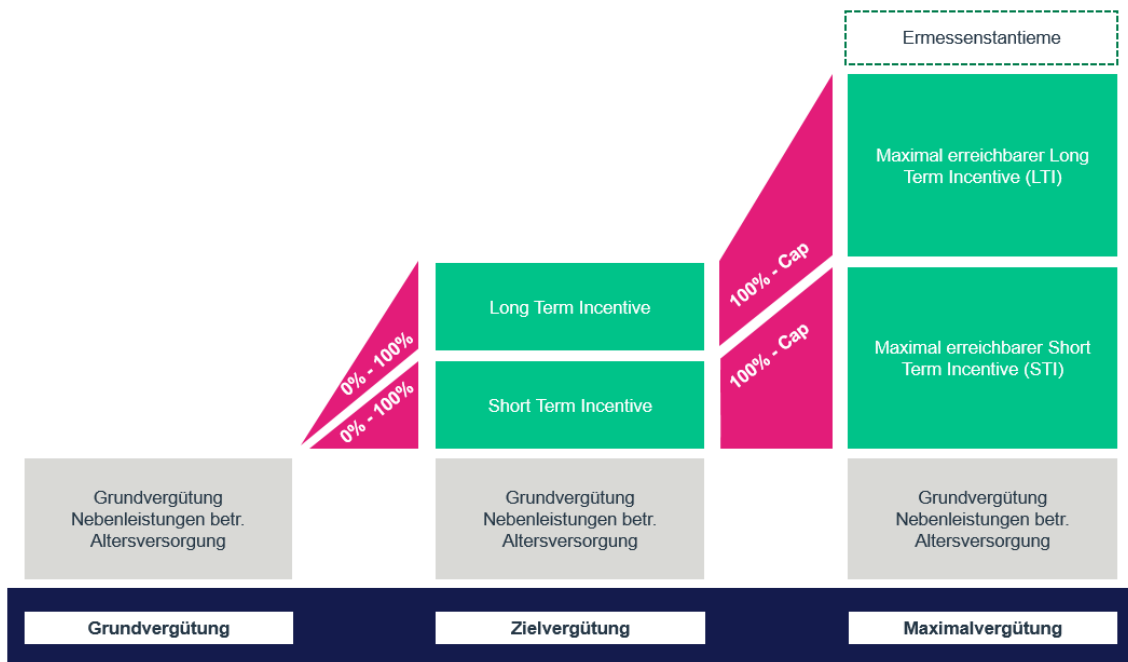 Ermessenstantieme
Maximal erreichbarer Long
Term Incentive (LTI)
100% - Cap
Long Term Incentive
0% - 100%
Maximal erreichbarer Short
Term Incentive (STI)
100% - Cap
Short Term Incentive
0% - 100%
Grundvergütung
Nebenleistungen betr.
Altersversorgung
Grundvergütung
Nebenleistungen betr.
Altersversorgung
Grundvergütung
Nebenleistungen betr.
Altersversorgung
Grundvergütung
Zielvergütung
Maximalvergütung